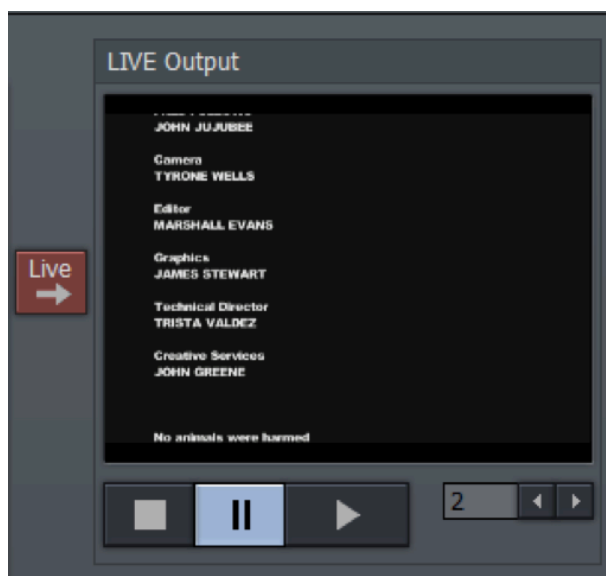 LIVE Output
JOHN JUJUBEE
Camera
TYRONE WELLS
Editor
MARSHALL EVANS
Graphics
JAMES STEWART
Technical Director
TRISTA VALDEZ
Creative Services
JOHN GREENE
No animals were harmed
Live
2